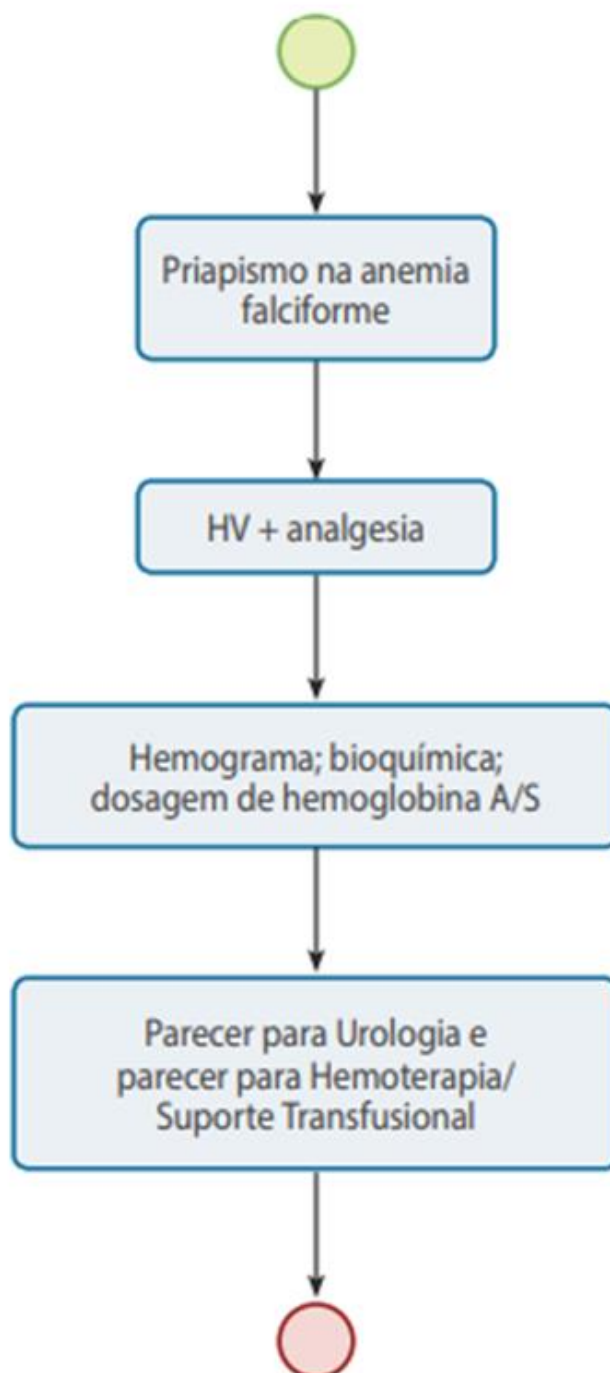 Priapismo na anemia
falciforme
HV + analgesia
Hemograma; bioquímica;
dosagem de hemoglobina A/S
Parecer para Urologia e
parecer para Hemoterapia/
Suporte Transfusional